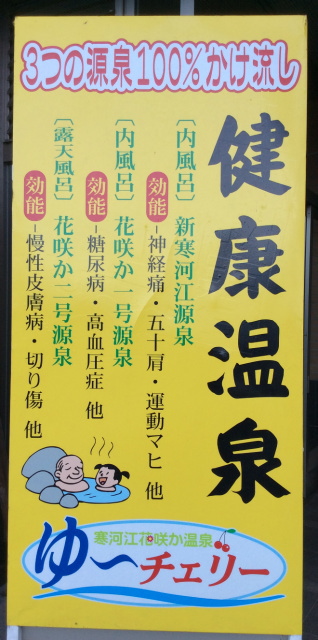 3つの源泉100%かけ流し
健康温泉
〔内風呂〕新寒河江源泉
効能-神経痛・五十肩・運動マヒ 他
〔内風呂〕花咲か一号源泉
効能-糖尿病・高血圧症 他
〔露天風呂〕花咲か二号源泉
効能-慢性皮膚病・切り傷 他
寒河江花咲か温泉
ゆ〜チェリー